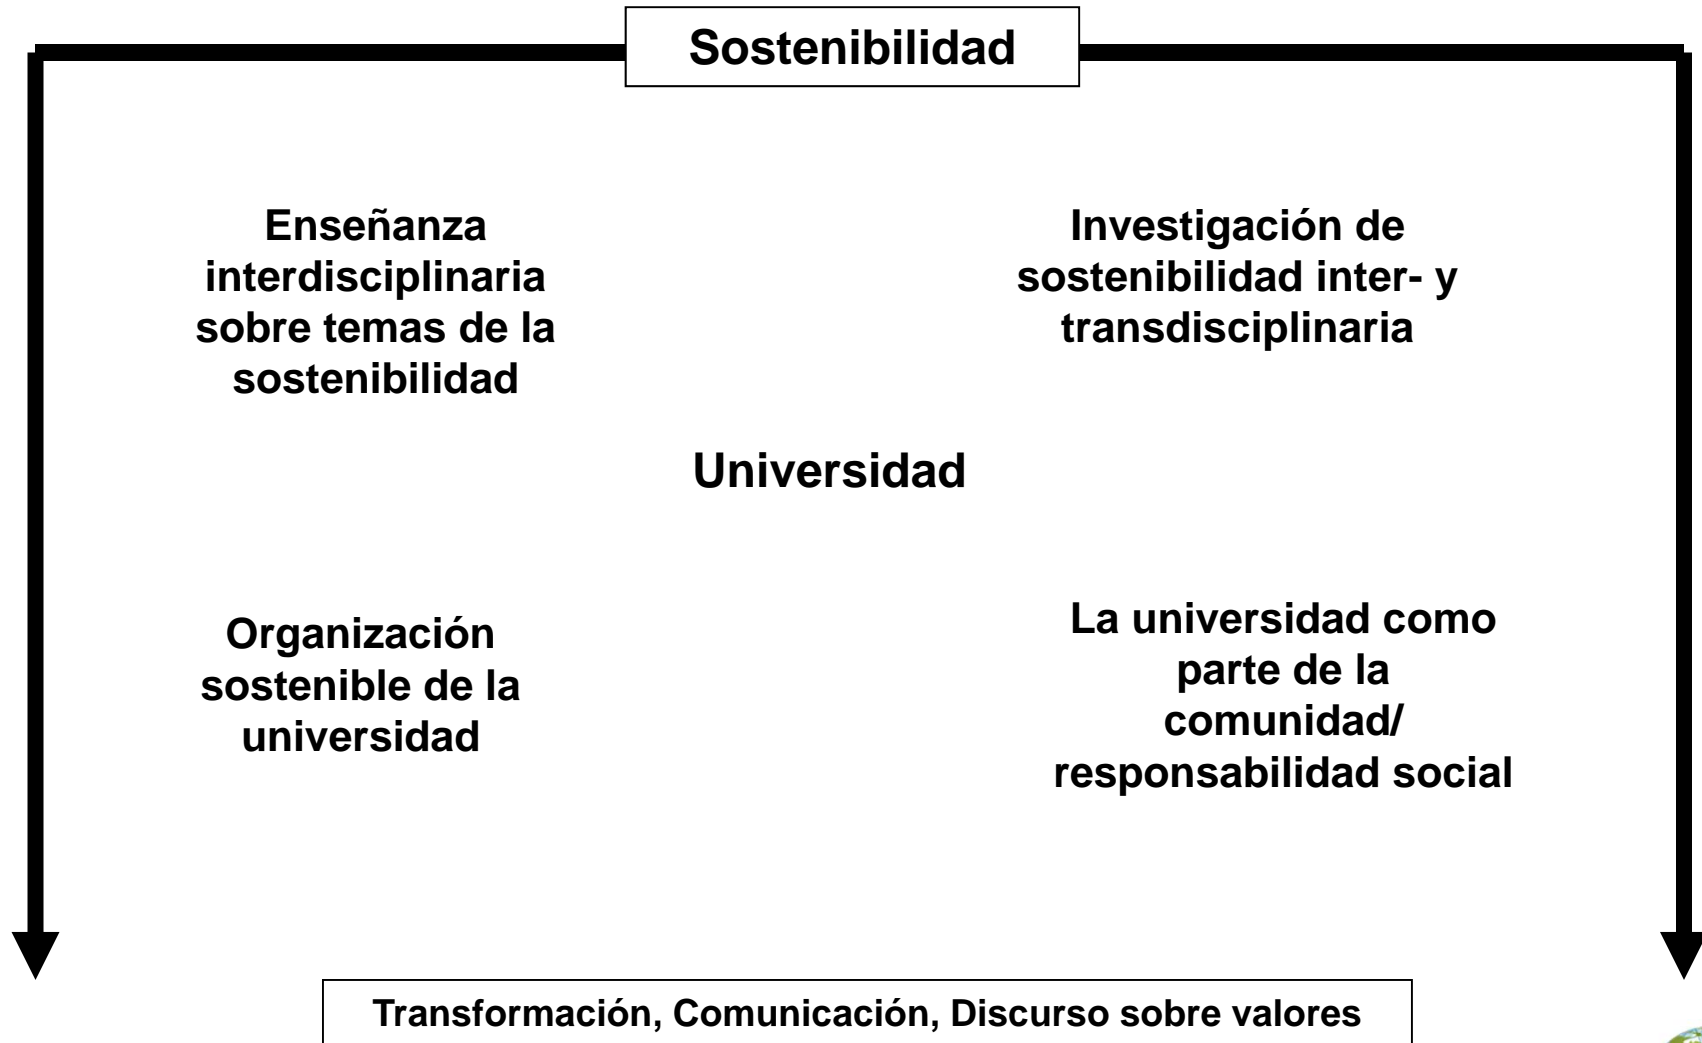 Sostenibilidad
Enseñanza
interdisciplinaria
sobre temas de la
sostenibilidad
Investigación de
sostenibilidad inter- y
transdisciplinaria
Universidad
Organización
sostenible de la
universidad
La universidad como
parte de la
comunidad/
responsabilidad social
Transformación, Comunicación, Discurso sobre valores